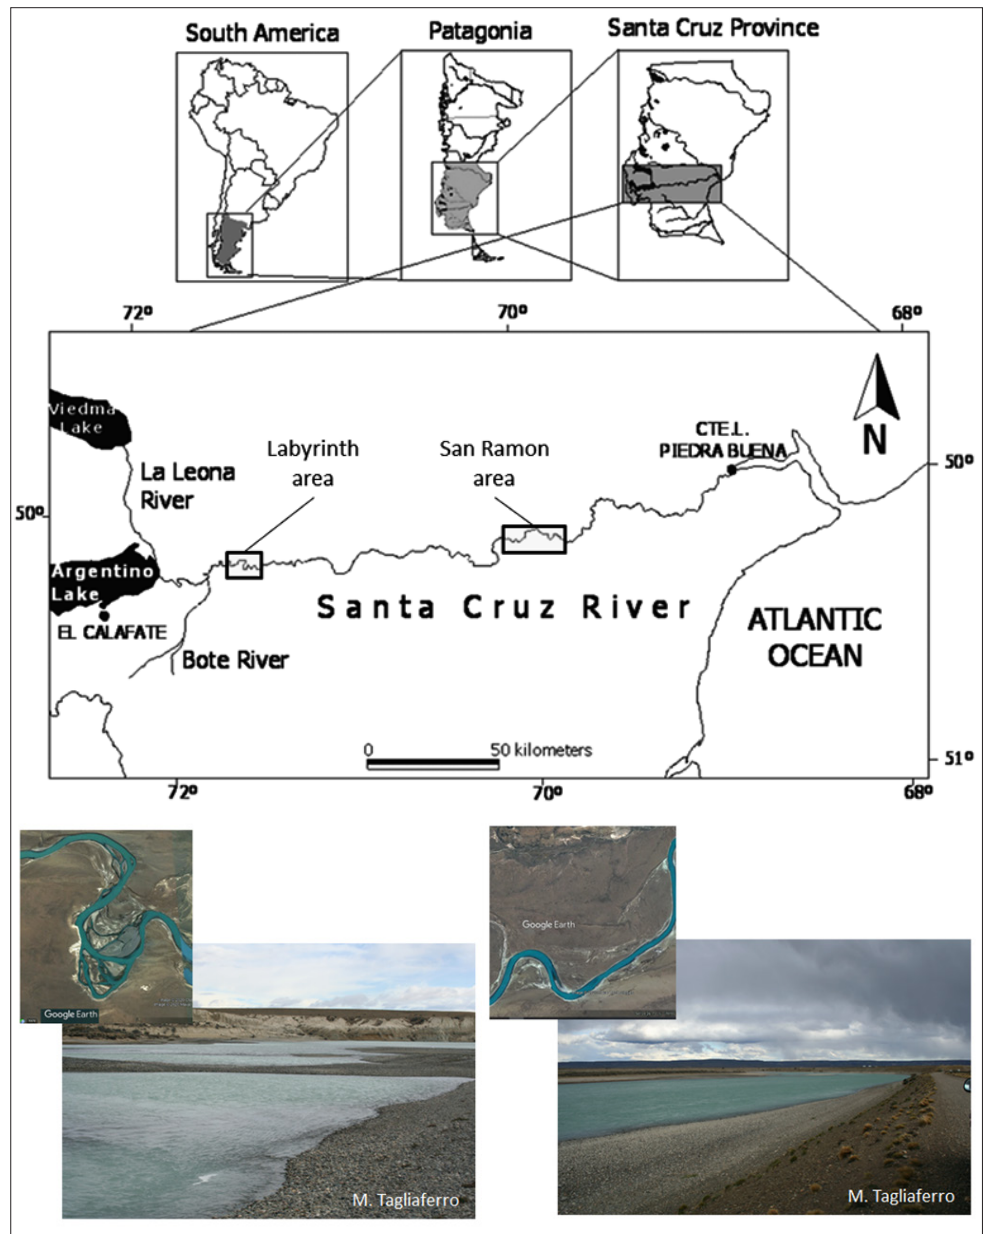 South America
Patagonia
Santa Cruz Province
72º
70º
68º
Viedma
Lake
La Leona
River
Labyrinth
area
San Ramon
area
CTE.L.
PIEDRA BUENA
N
50º
50º
Argentino
Lake
EL CALAFATE
Bote River
Santa Cruz River
ATLANTIC
OCEAN
0
50 kilometers
51º
72º
70º
68º
Google Earth
Google Earth
M. Tagliaferro
M. Tagliaferro